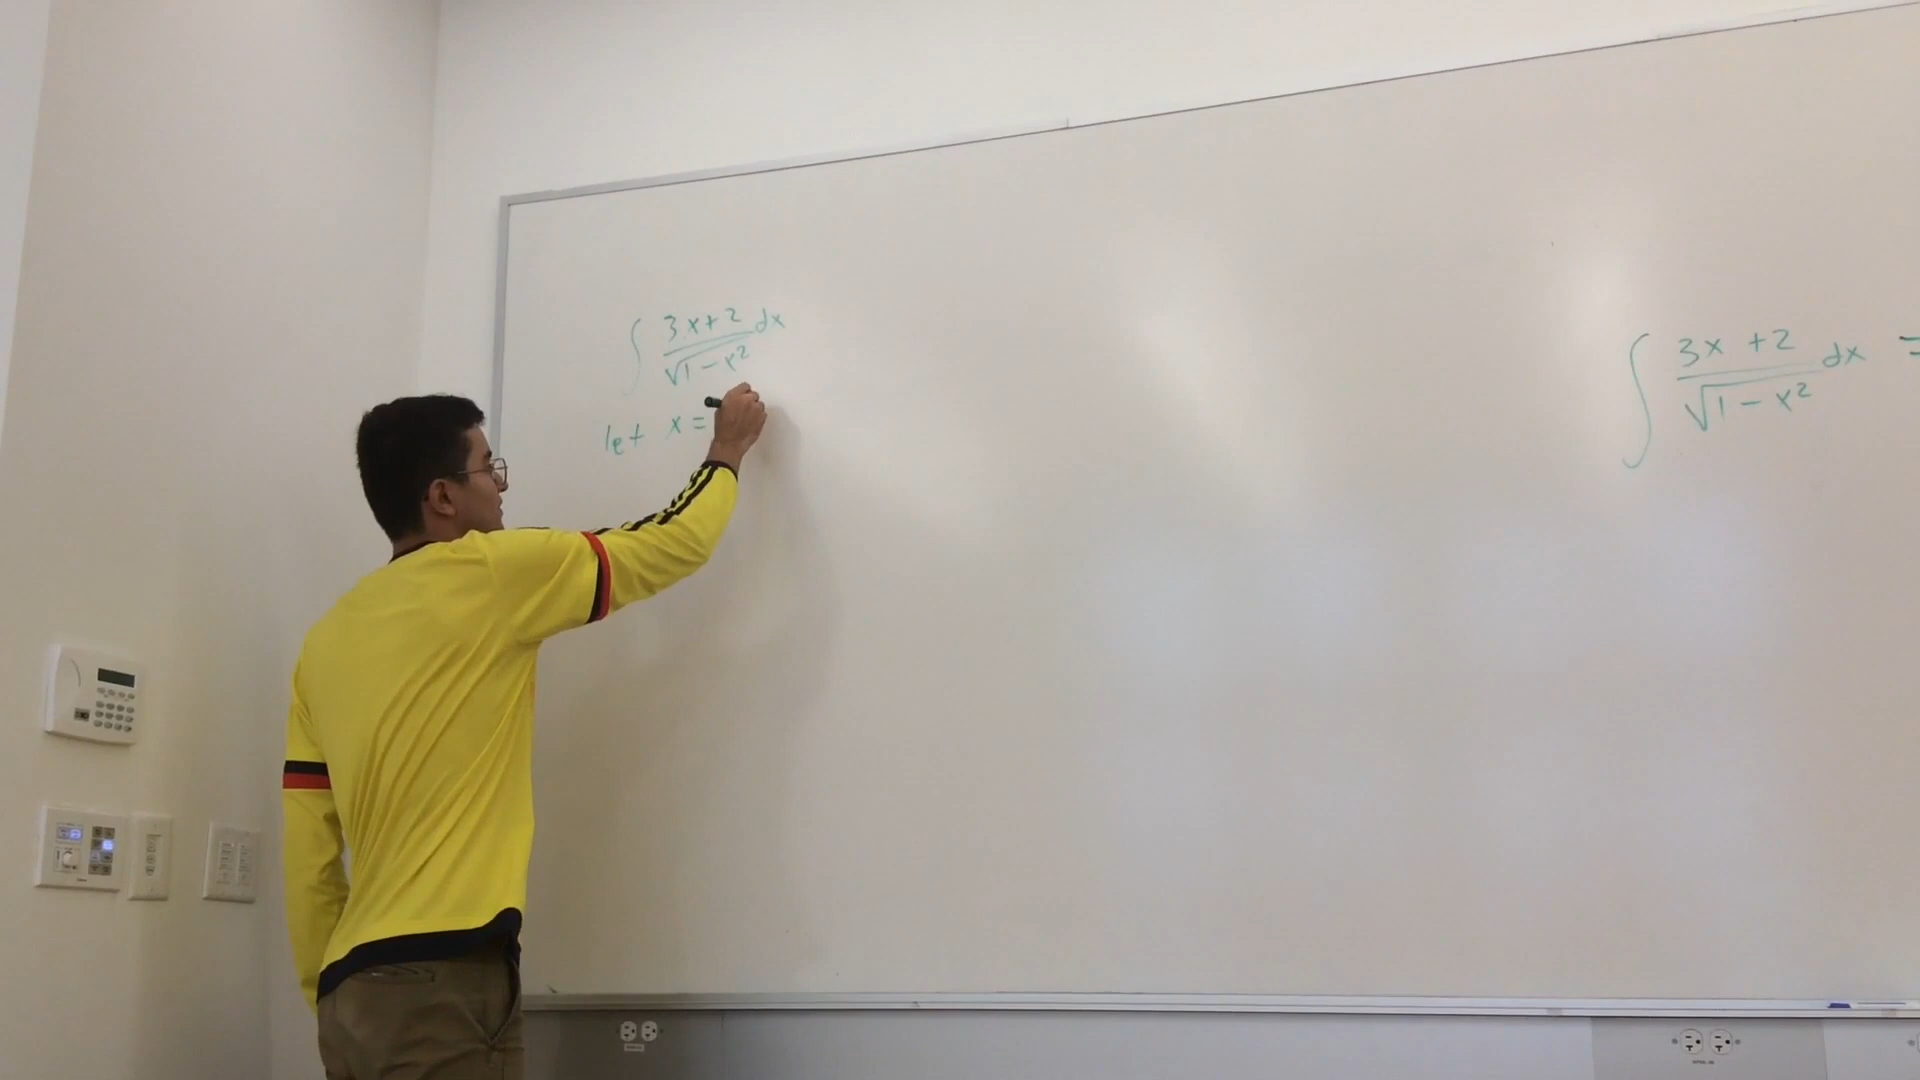 ∫ (3x+2)/√(1-x²) dx
let x =
∫ (3x+2)/√(1-x²) dx =